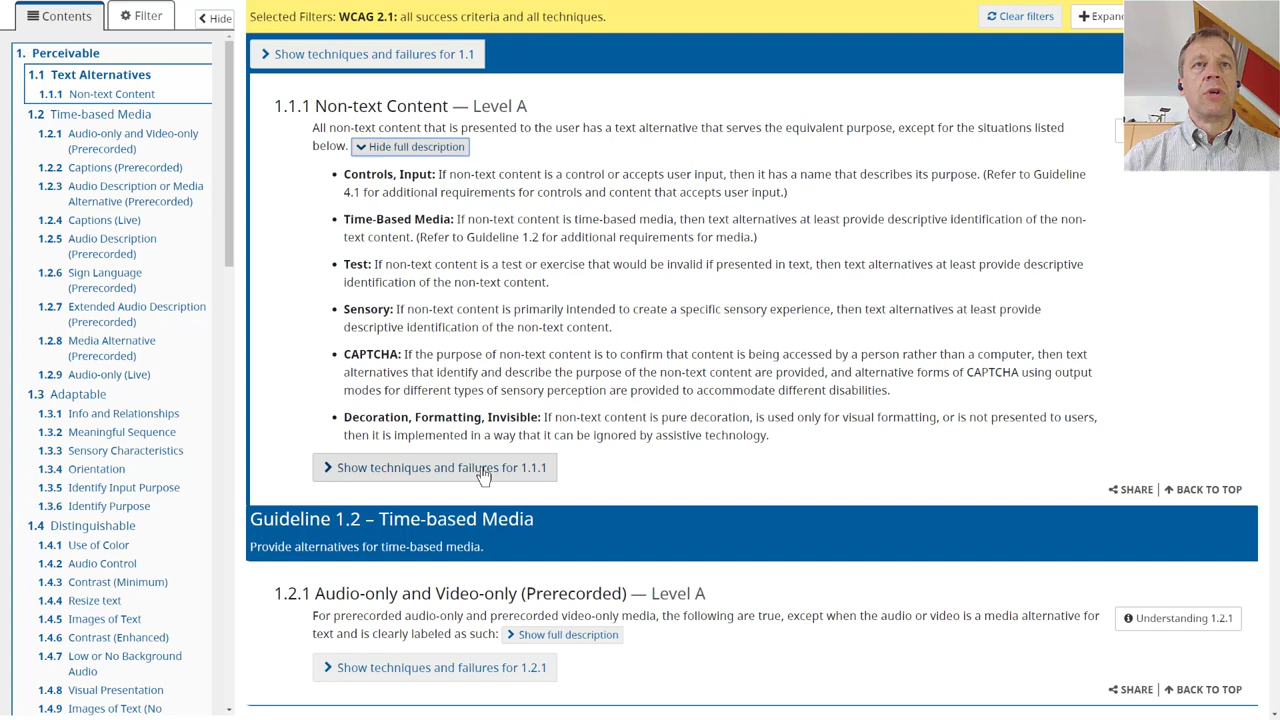 Contents
Filter
Hide
1. Perceivable
1.1 Text Alternatives
1.1.1 Non-text Content
1.2 Time-based Media
1.2.1 Audio-only and Video-only
(Prerecorded)
1.2.2 Captions (Prerecorded)
1.2.3 Audio Description or Media
Alternative (Prerecorded)
1.2.4 Captions (Live)
1.2.5 Audio Description
(Prerecorded)
1.2.6 Sign Language
(Prerecorded)
1.2.7 Extended Audio Description
(Prerecorded)
1.2.8 Media Alternative
(Prerecorded)
1.2.9 Audio-only (Live)
1.3 Adaptable
1.3.1 Info and Relationships
1.3.2 Meaningful Sequence
1.3.3 Sensory Characteristics
1.3.4 Orientation
1.3.5 Identify Input Purpose
1.3.6 Identify Purpose
1.4 Distinguishable
1.4.1 Use of Color
1.4.2 Audio Control
1.4.3 Contrast (Minimum)
1.4.4 Resize text
1.4.5 Images of Text
1.4.6 Contrast (Enhanced)
1.4.7 Low or No Background
Audio
1.4.8 Visual Presentation
1.4.9 Images of Text (No
Selected Filters: WCAG 2.1: all success criteria and all techniques.
Clear filters
Expan
Show techniques and failures for 1.1
1.1.1 Non-text Content — Level A
All non-text content that is presented to the user has a text alternative that serves the equivalent purpose, except for the situations listed
below. Hide full description
• Controls, Input: If non-text content is a control or accepts user input, then it has a name that describes its purpose. (Refer to Guideline
4.1 for additional requirements for controls and content that accepts user input.)
• Time-Based Media: If non-text content is time-based media, then text alternatives at least provide descriptive identification of the non-
text content. (Refer to Guideline 1.2 for additional requirements for media.)
• Test: If non-text content is a test or exercise that would be invalid if presented in text, then text alternatives at least provide descriptive
identification of the non-text content.
• Sensory: If non-text content is primarily intended to create a specific sensory experience, then text alternatives at least provide
descriptive identification of the non-text content.
• CAPTCHA: If the purpose of non-text content is to confirm that content is being accessed by a person rather than a computer, then text
alternatives that identify and describe the purpose of the non-text content are provided, and alternative forms of CAPTCHA using output
modes for different types of sensory perception are provided to accommodate different disabilities.
• Decoration, Formatting, Invisible: If non-text content is pure decoration, is used only for visual formatting, or is not presented to users,
then it is implemented in a way that it can be ignored by assistive technology.
Show techniques and failures for 1.1.1
SHARE | BACK TO TOP
Guideline 1.2 – Time-based Media
Provide alternatives for time-based media.
1.2.1 Audio-only and Video-only (Prerecorded) — Level A
For prerecorded audio-only and prerecorded video-only media, the following are true, except when the audio or video is a media alternative for
text and is clearly labeled as such: Show full description
Understanding 1.2.1
Show techniques and failures for 1.2.1
SHARE | BACK TO TOP